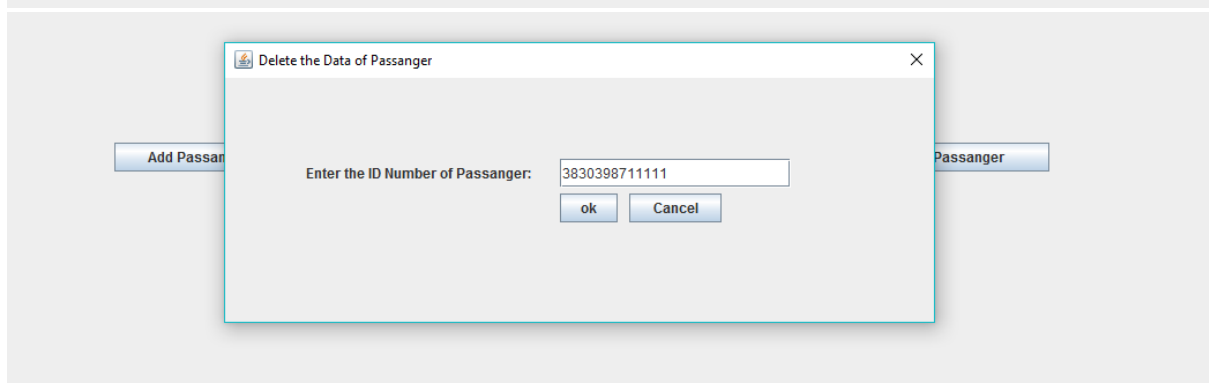 Delete the Data of Passanger
Add Passan
Passanger
Enter the ID Number of Passanger:
3830398711111
ok
Cancel